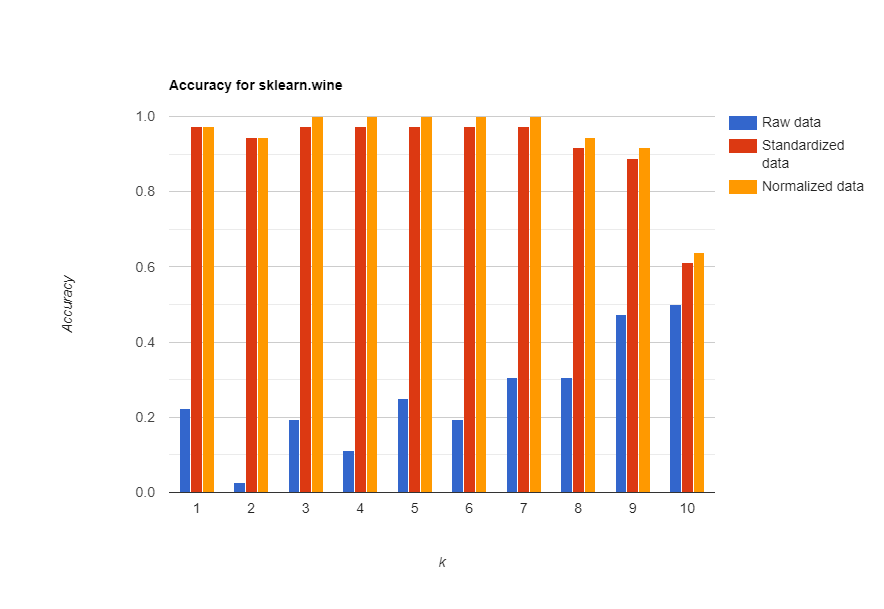 Accuracy for sklearn.wine
1.0
0.8
0.6
0.4
0.2
0.0
Accuracy
1 2 3 4 5 6 7 8 9 10
k
Raw data
Standardized
data
Normalized data